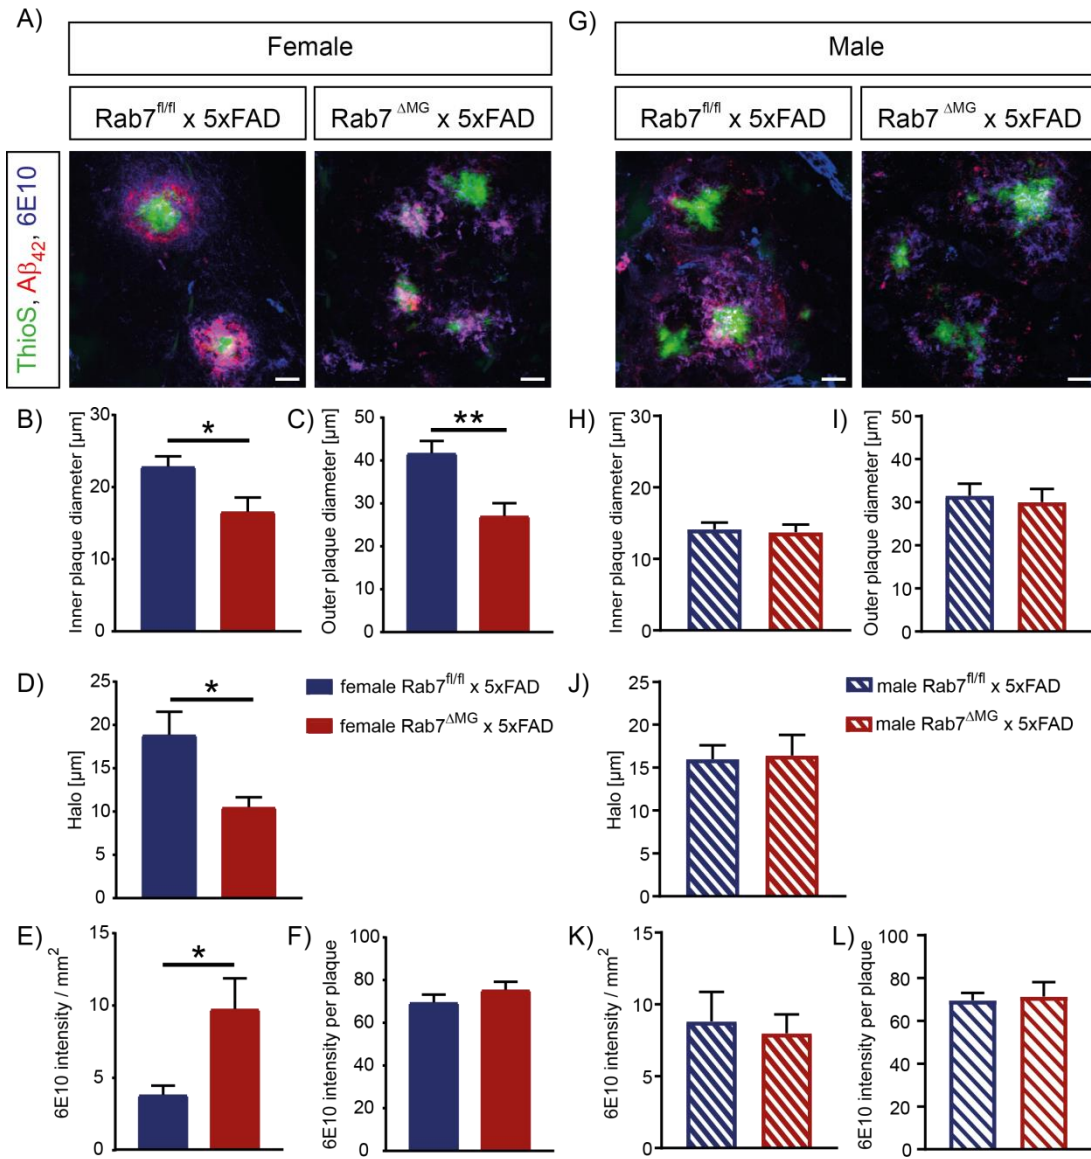 A)
Female
Rab7fl/fl x 5xFAD
Rab7 ΔMG x 5xFAD
ThioS, Aβ42, 6E10
G)
Male
Rab7fl/fl x 5xFAD
Rab7 ΔMG x 5xFAD
B)
Inner plaque diameter [µm]
30
20
10
0
*
C)
Outer plaque diameter [µm]
50
40
30
20
10
0
**
H)
Inner plaque diameter [µm]
30
20
10
0
I)
Outer plaque diameter [µm]
50
40
30
20
10
0
D)
Halo [µm]
25
20
15
10
5
0
*
female Rab7fl/fl x 5xFAD
female Rab7ΔMG x 5xFAD
J)
Halo [µm]
25
20
15
10
5
0
male Rab7fl/fl x 5xFAD
male Rab7ΔMG x 5xFAD
E)
6E10 intensity / mm2
15
10
5
0
*
F)
6E10 intensity per plaque
100
80
60
40
20
0
K)
6E10 intensity / mm2
15
10
5
0
L)
6E10 intensity per plaque
100
80
60
40
20
0